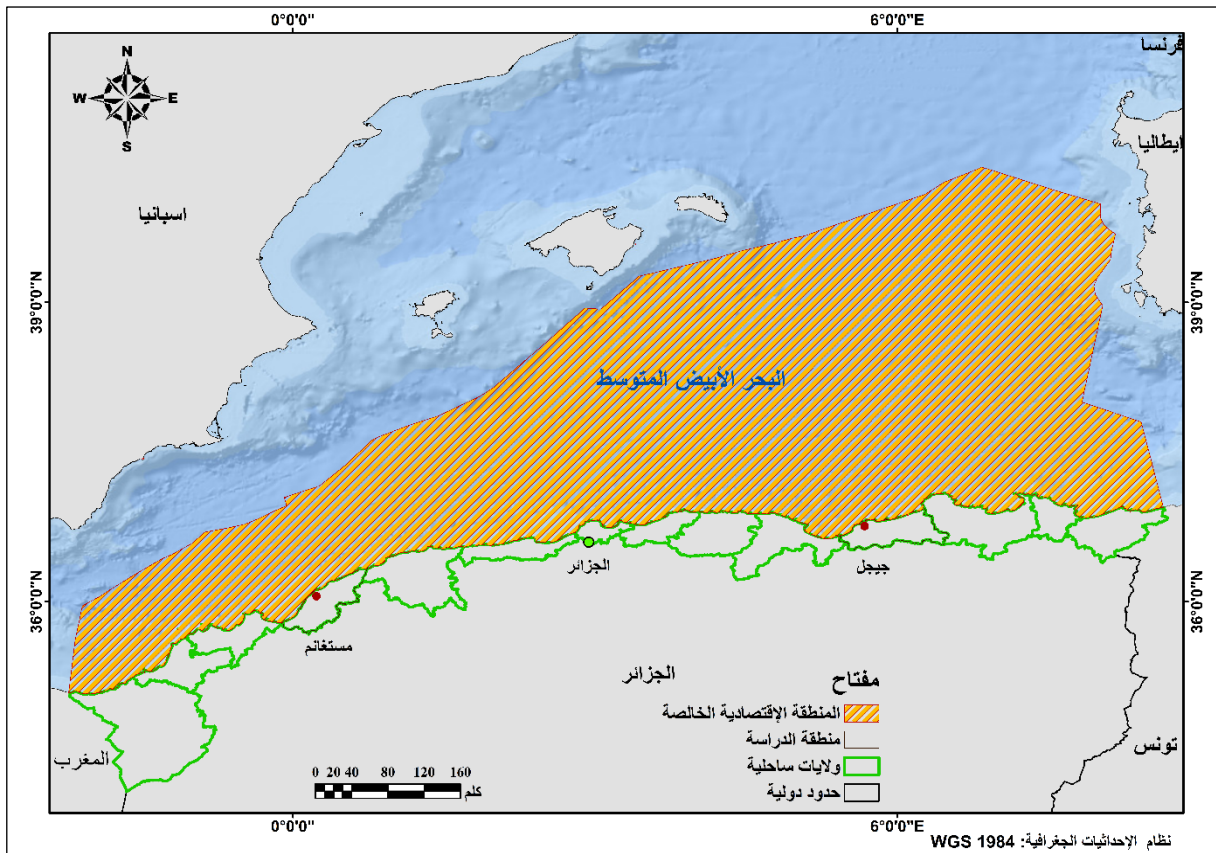 0°0'0"
6°0'0"E
فرنسا
N
W E
S
ايطاليا
اسبانيا
39°0'0"N
39°0'0"N
البحر الأبيض المتوسط
الجزائر
جيجل
36°0'0"N
36°0'0"N
مستغانم
الجزائر
مفتاح
المنطقة الإقتصادية الخالصة
منطقة الدراسة
ولايات ساحلية
حدود دولية
تونس
المغرب
0 20 40 80 120 160
كلم
0°0'0"
6°0'0"E
نظام الإحداثيات الجغرافية: WGS 1984